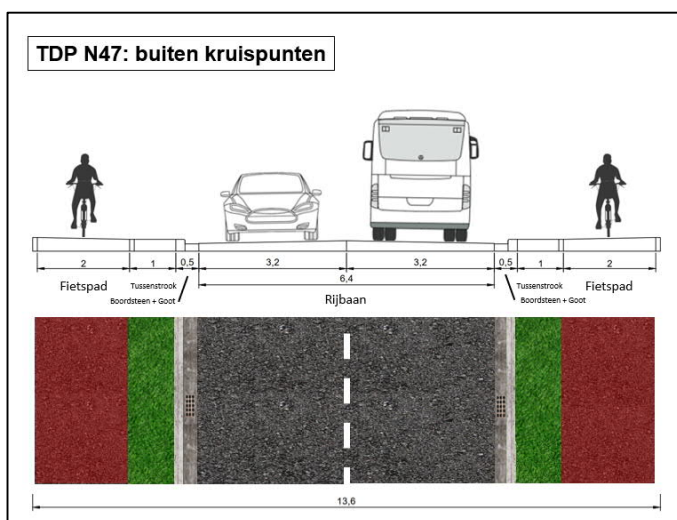 TDP N47: buiten kruispunten
2 1 0,5 3,2 3,2 0,5 1 2
6,4
Fietspad Tussenstrook Boordsteen + Goot Rijbaan Tussenstrook Boordsteen + Goot Fietspad
13,6